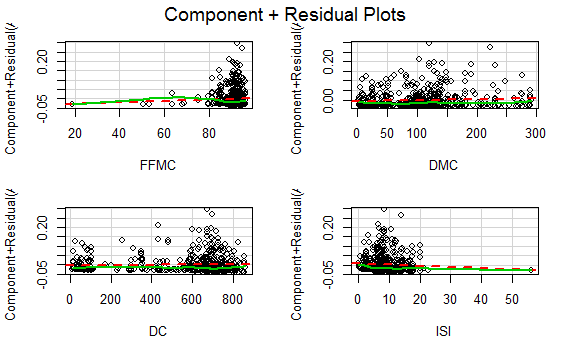 Component + Residual Plots
Component+Residual(A
-0.05 0.20
20 40 60 80
FFMC
Component+Residual(A
0.00 0.20
0 50 100 200 300
DMC
Component+Residual(A
-0.05 0.20
0 200 400 600 800
DC
Component+Residual(A
-0.05 0.20
0 10 20 30 40 50
ISI